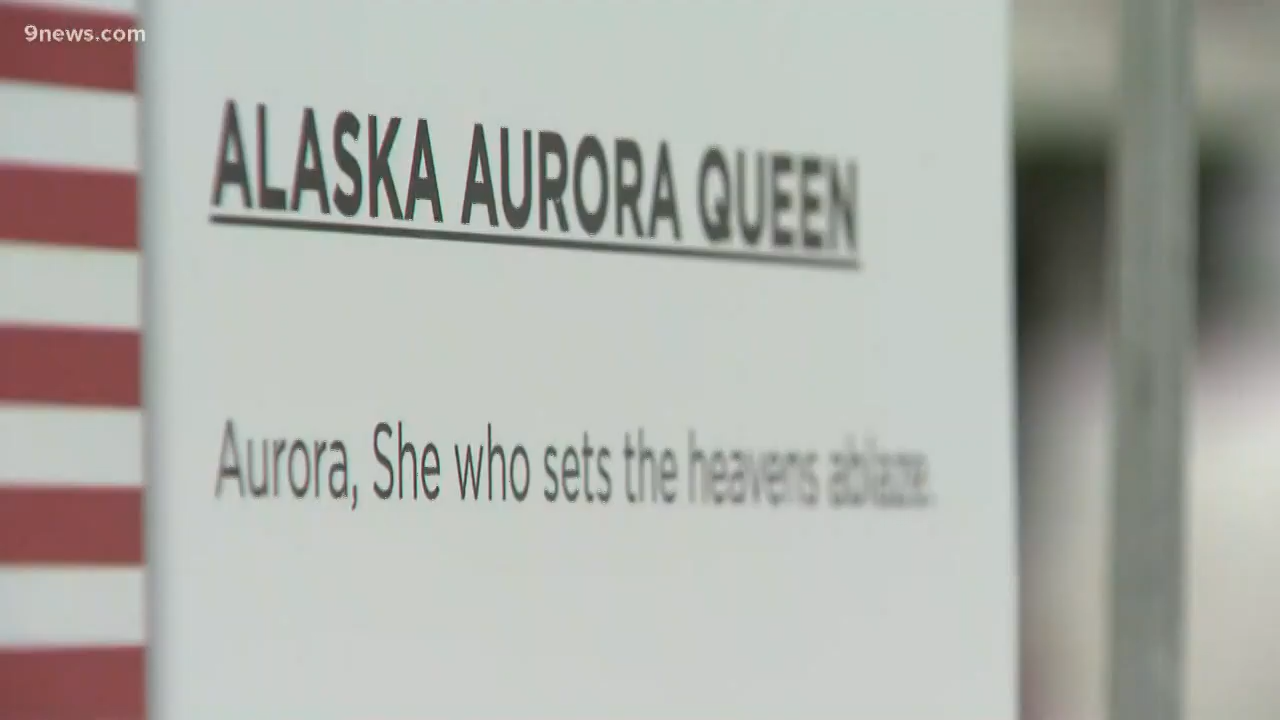 9news.com
ALASKA AURORA QUEEN
Aurora, She who sets the heavens ablaze.